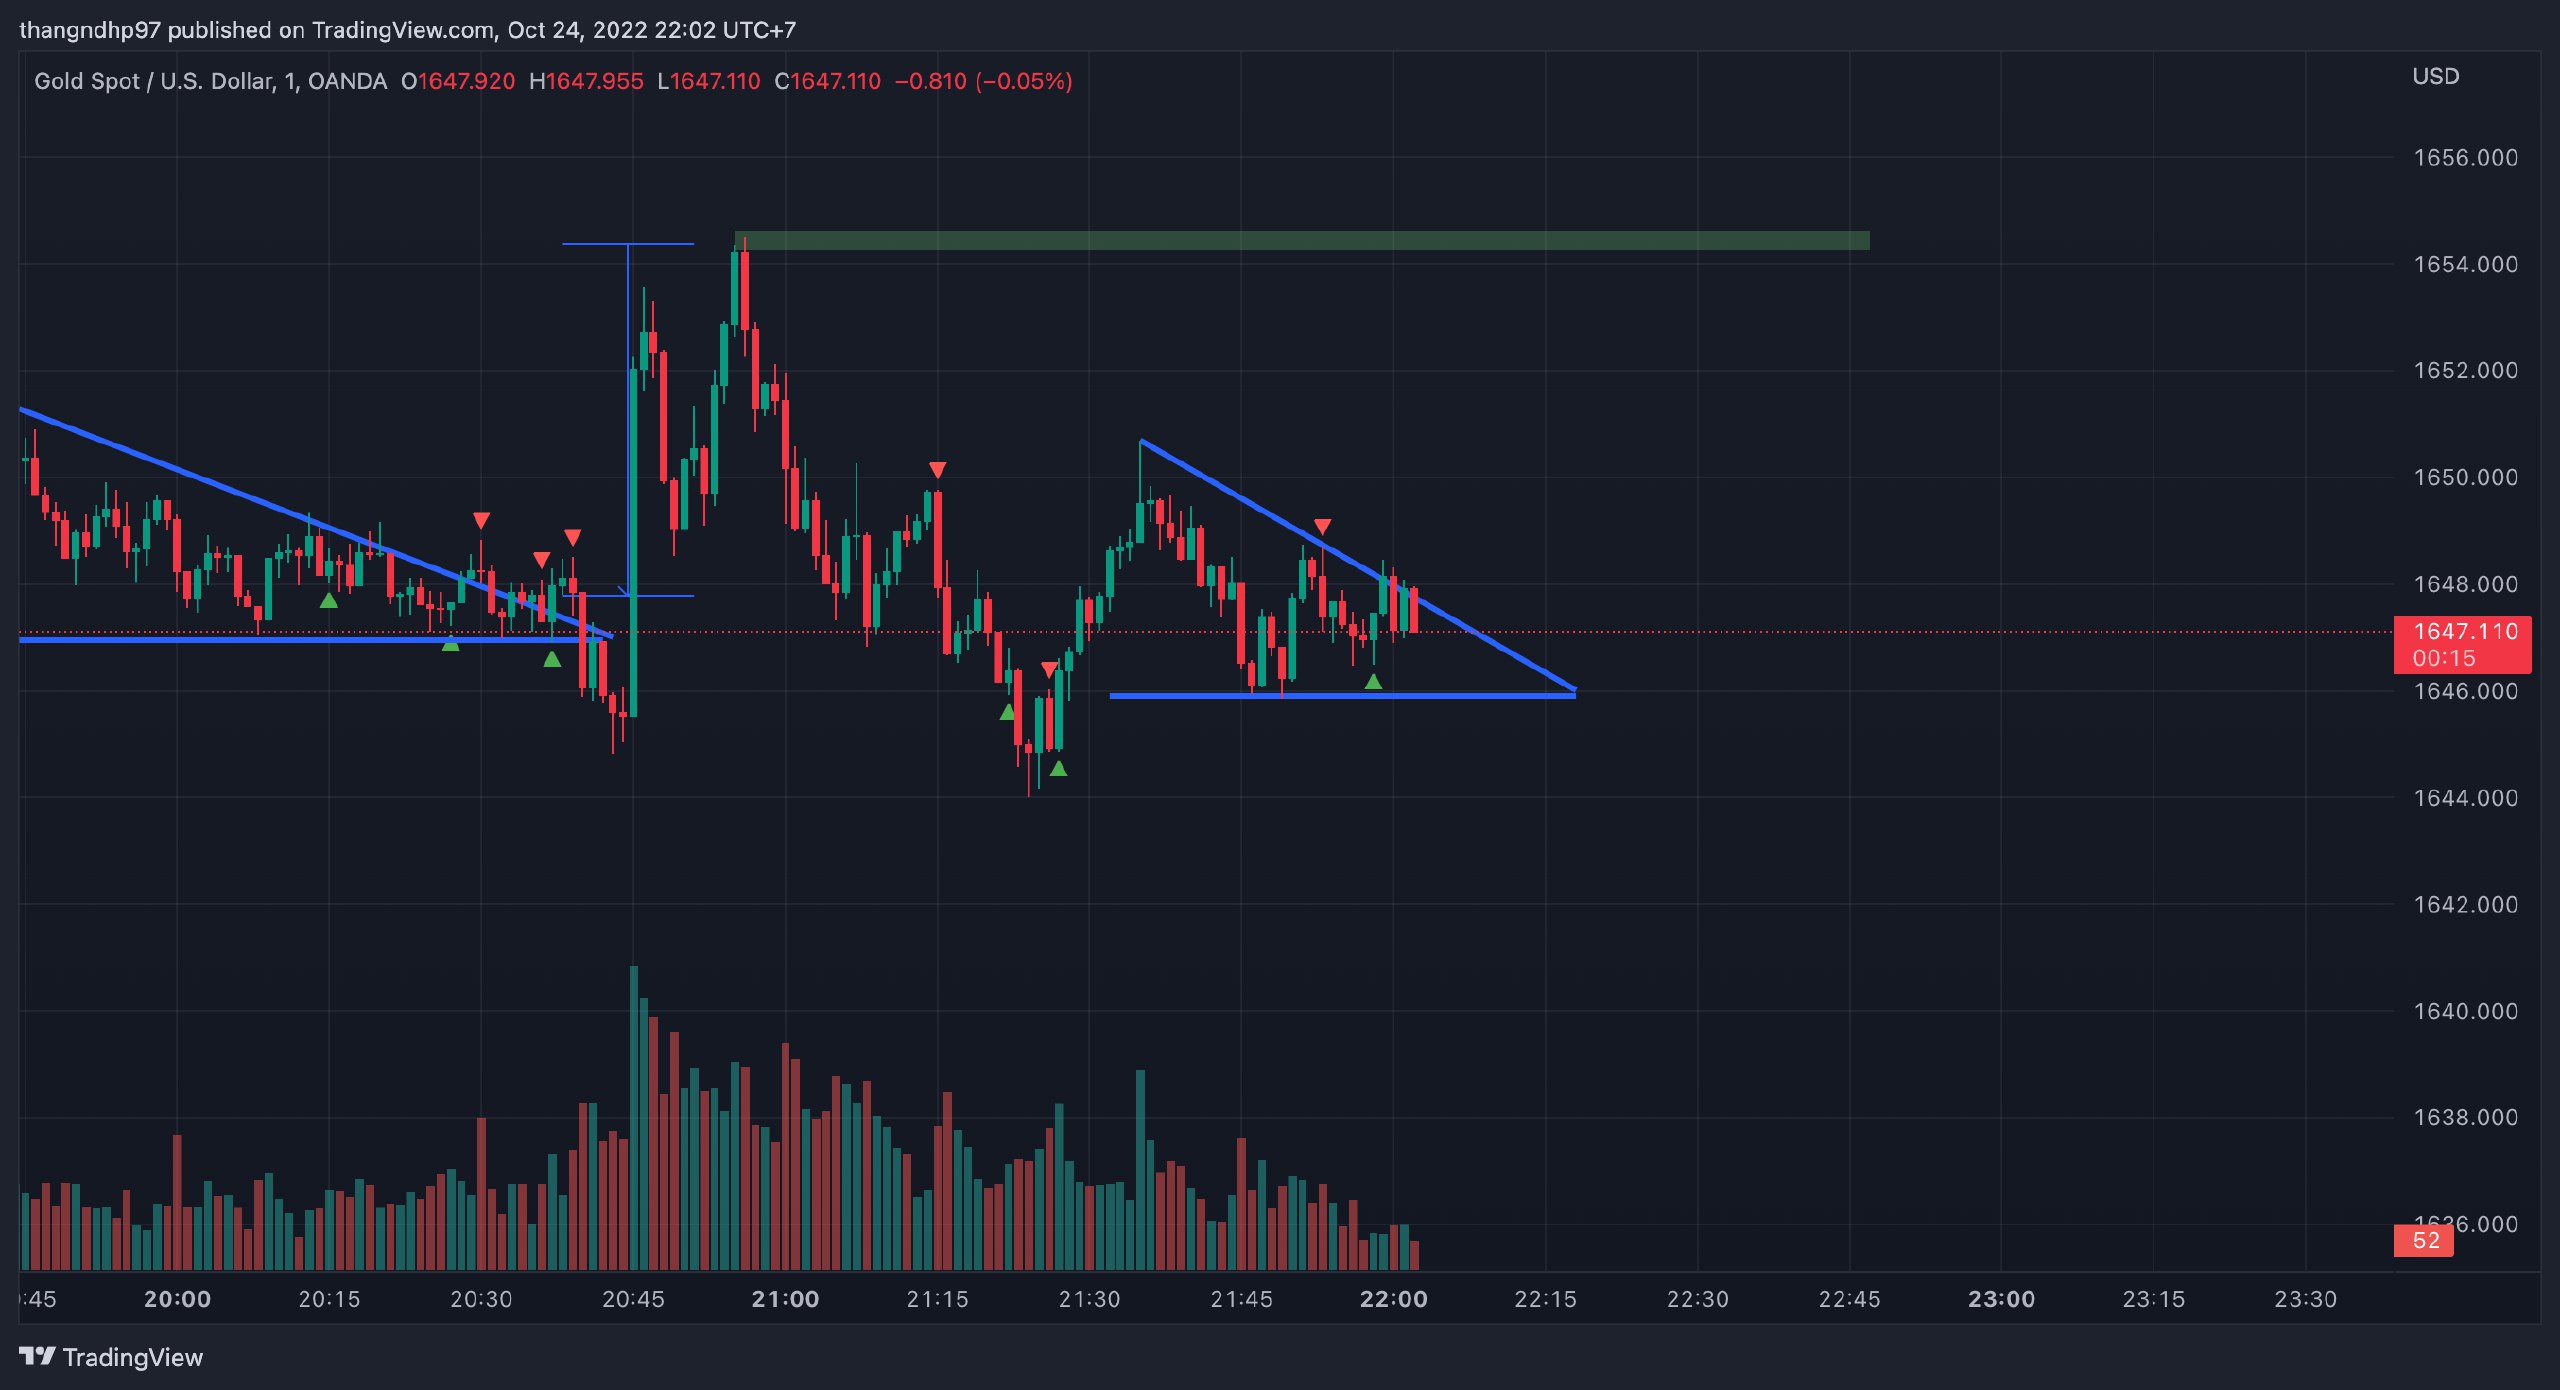 thangndhp97 published on TradingView.com, Oct 24, 2022 22:02 UTC+7
Gold Spot / U.S. Dollar, 1, OANDA O1647.920 H1647.955 L1647.110 C1647.110 −0.810 (−0.05%)
USD
1656.000
1654.000
1652.000
1650.000
1648.000
1647.110
00:15
1646.000
1644.000
1642.000
1640.000
1638.000
1636.000
52
:45 20:00 20:15 20:30 20:45 21:00 21:15 21:30 21:45 22:00 22:15 22:30 22:45 23:00 23:15 23:30
TradingView